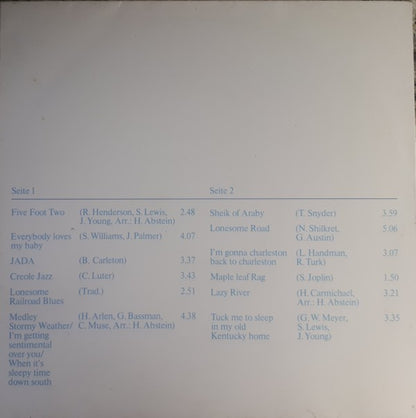 Seite 1
Five Foot Two (R. Henderson, S. Lewis, 2.48
J. Young, Arr.: H. Abstein)
Everybody loves (S. Williams, J. Palmer) 4.07
my baby
JADA (B. Carleton) 3.37
Creole Jazz (C. Luter) 3.43
Lonesome (Trad.) 2.51
Railroad Blues
Medley (H. Arlen, G. Bassman, 4.38
Stormy Weather/ C. Muse, Arr.: H. Abstein)
I'm getting
sentimental
over you/
When it's
sleepy time
down south
Seite 2
Sheik of Araby (T. Snyder) 3.59
Lonesome Road (N. Shilkret, 5.06
G. Austin)
I'm gonna charleston (L. Handman, 3.07
back to charleston R. Turk)
Maple leaf Rag (S. Joplin) 1.50
Lazy River (H. Carmichael, 3.21
Arr.: H. Abstein)
Tuck me to sleep (G. W. Meyer, 3.35
in my old S. Lewis,
Kentucky home J. Young)